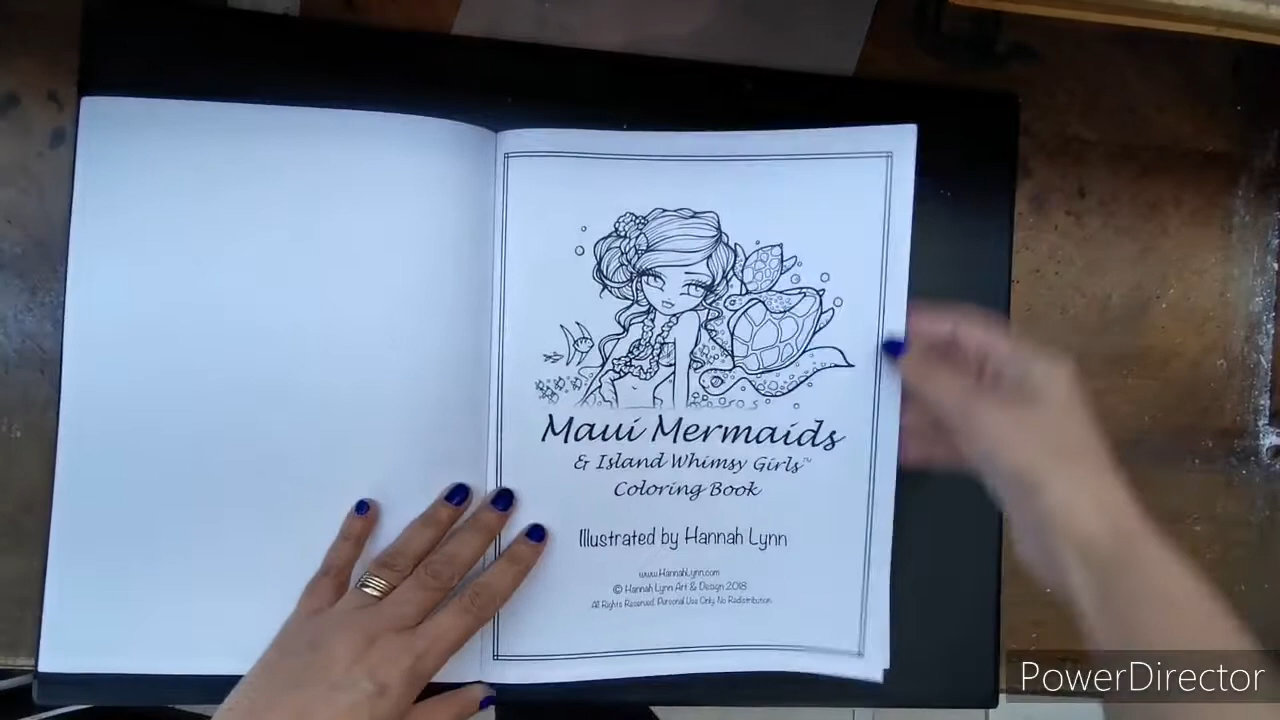 Maui Mermaids
& Island Whimsy Girls™
Coloring Book
Illustrated by Hannah Lynn
www.HannahLynn.com
© Hannah Lynn Art & Design 2018
All Rights Reserved. Personal Use Only. No Redistribution.
PowerDirector